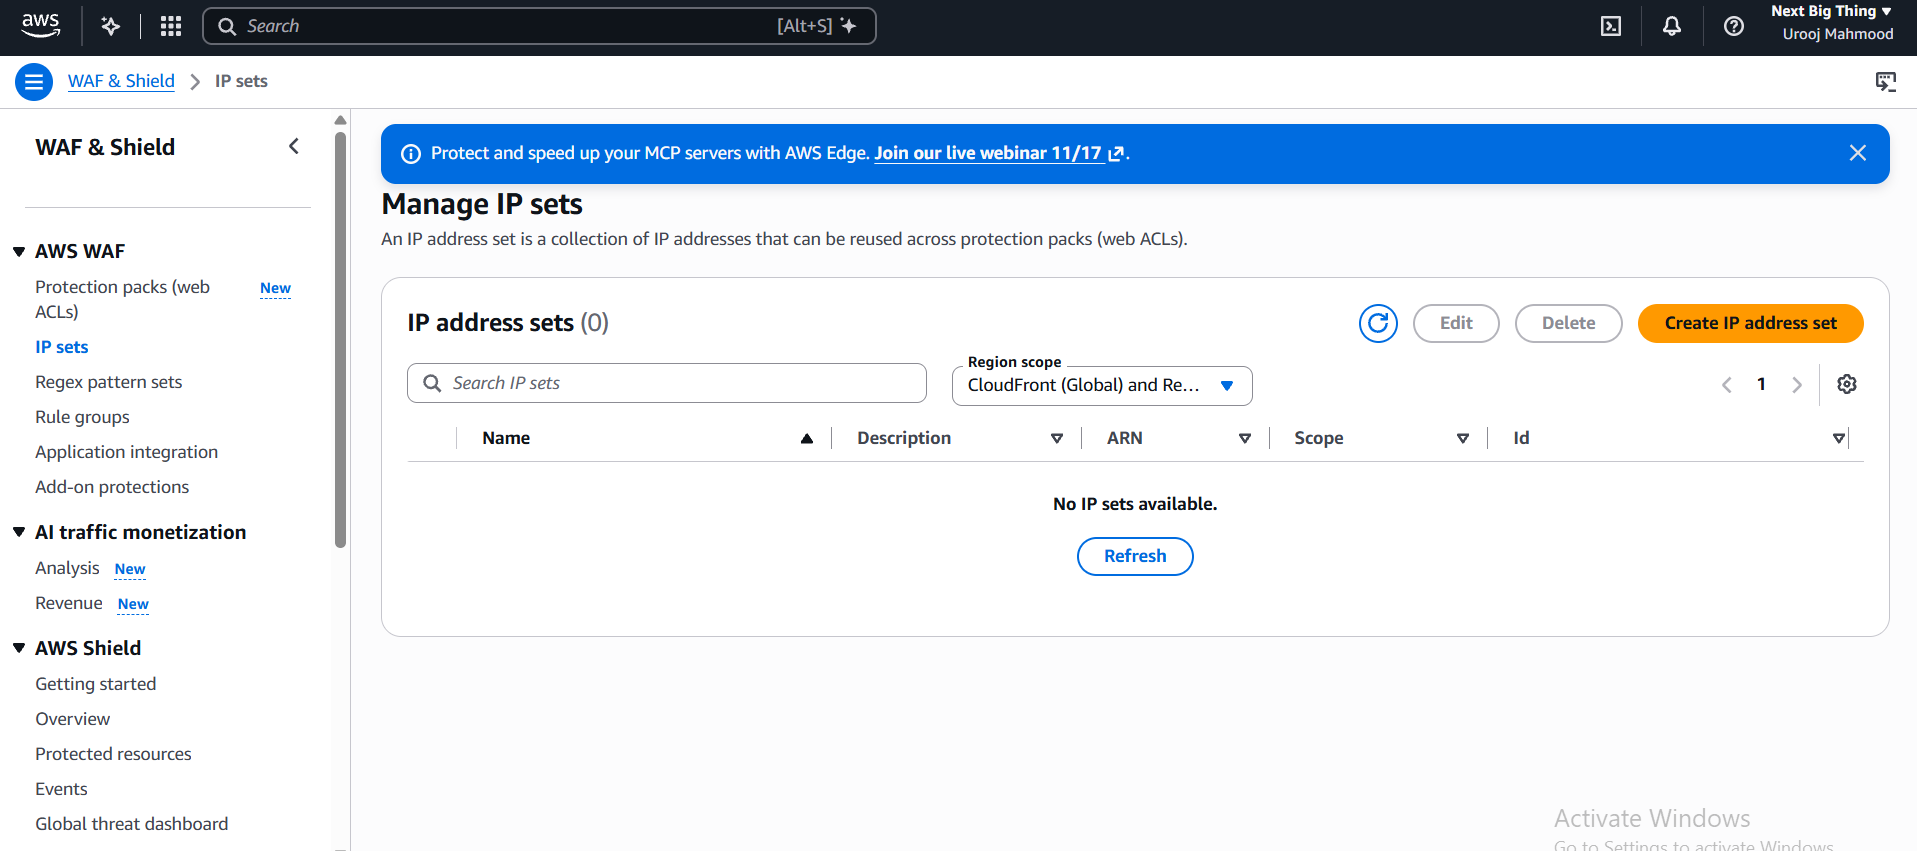 aws
Search
[Alt+S]
Next Big Thing
Urooj Mahmood
WAF & Shield
IP sets
WAF & Shield
AWS WAF
Protection packs (web
ACLs)
New
IP sets
Regex pattern sets
Rule groups
Application integration
Add-on protections
AI traffic monetization
Analysis New
Revenue New
AWS Shield
Getting started
Overview
Protected resources
Events
Global threat dashboard
Protect and speed up your MCP servers with AWS Edge. Join our live webinar 11/17 .
Manage IP sets
An IP address set is a collection of IP addresses that can be reused across protection packs (web ACLs).
IP address sets (0)
Edit
Delete
Create IP address set
Search IP sets
Region scope
CloudFront (Global) and Re...
1
Name Description ARN Scope Id
No IP sets available.
Refresh
Activate Windows
Go to Settings to activate Windows.